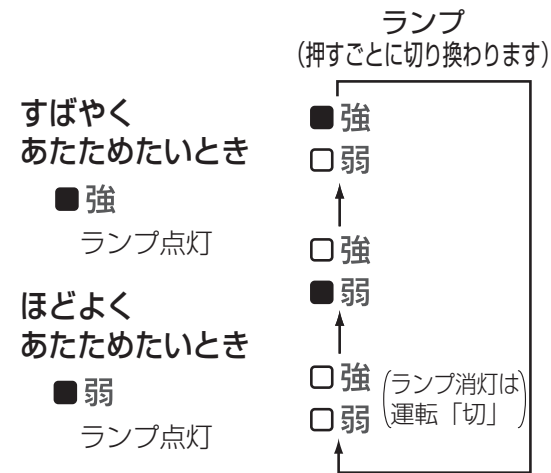 ランプ
(押すごとに切り換わります)
すばやく
あたためたいとき
■強
ランプ点灯
ほどよく
あたためたいとき
■弱
ランプ点灯
■強
□弱
□強
■弱
□強
□弱
(ランプ消灯は
運転「切」)